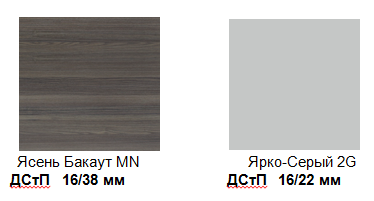 Ясень Бакаут MN
ДСтП 16/38 мм
Ярко-Серый 2G
ДСтП 16/22 мм